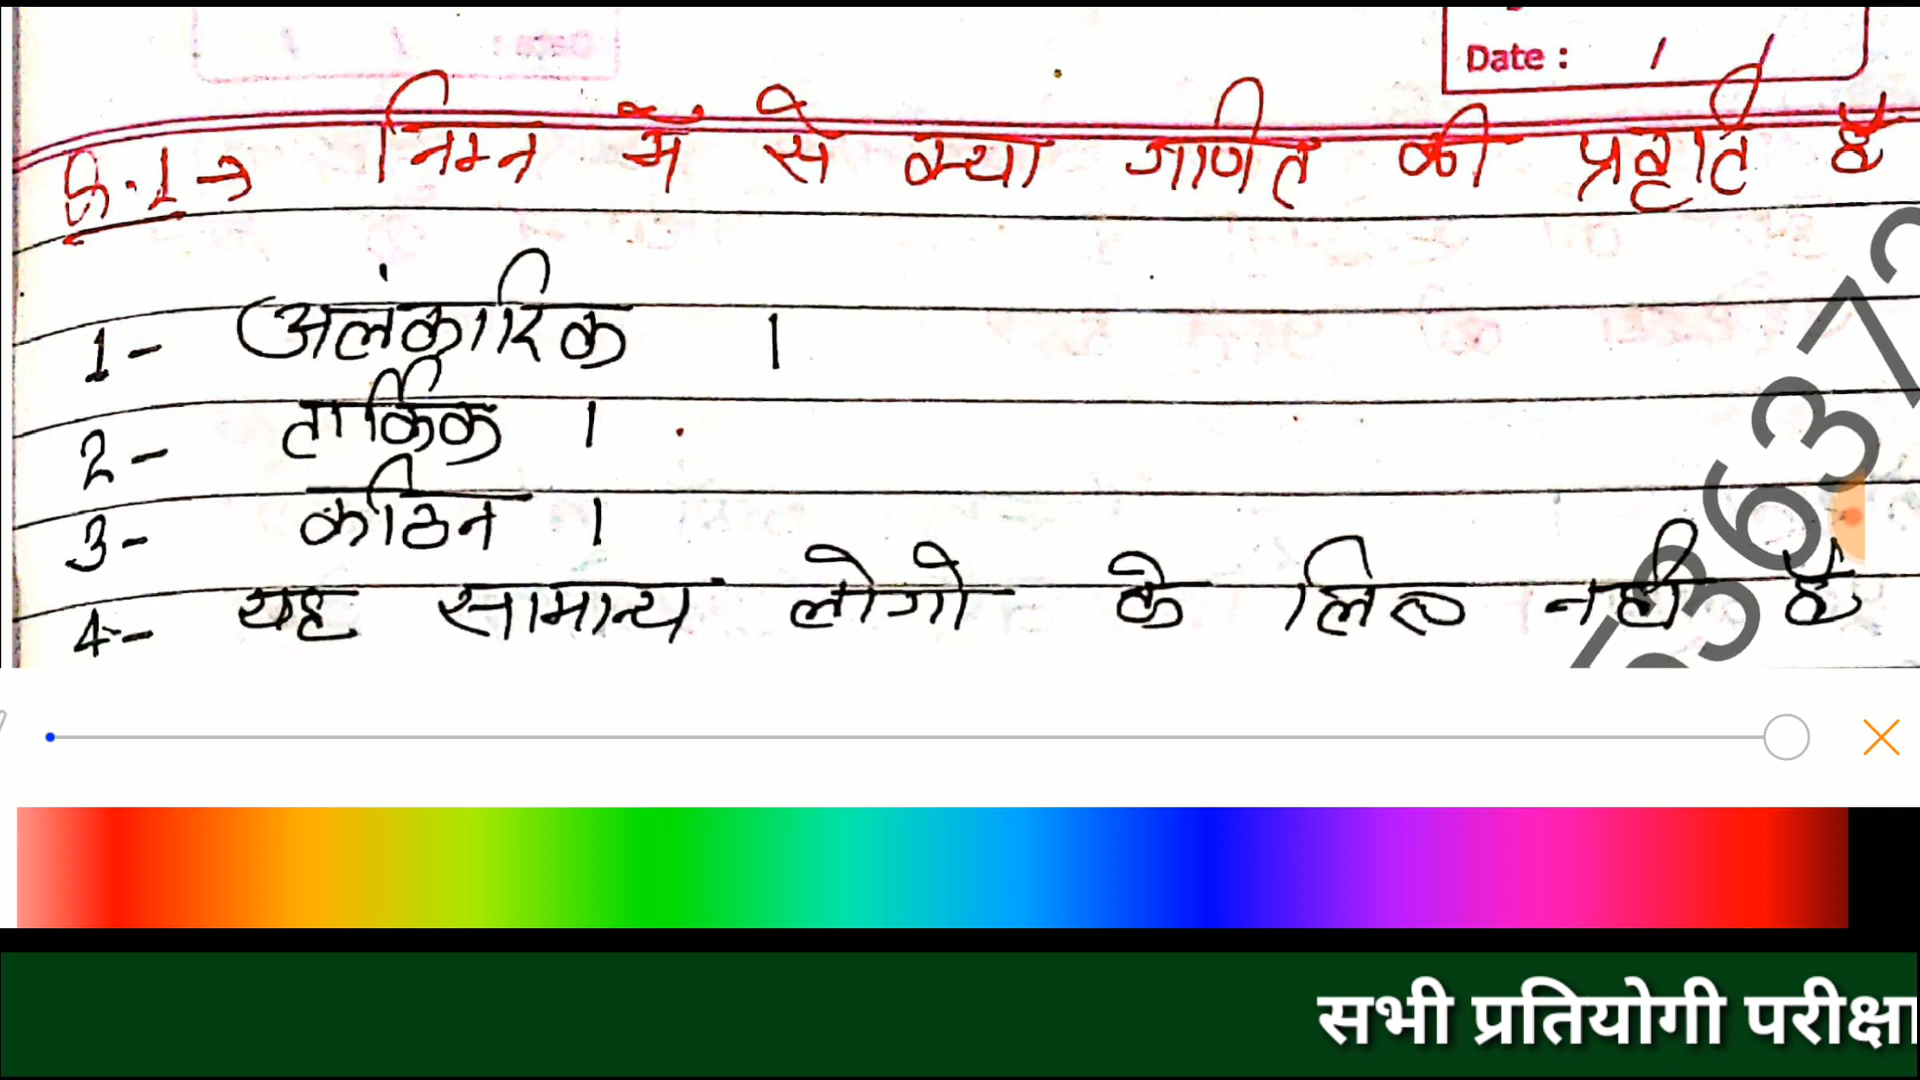 Date : / /
Q.1→ निम्न में से क्या गणित की प्रवृति है
1- अलंकारिक ।
2- तार्किक ।
3- कठिन ।
4- यह सामान्य लोगो के लिए नही है
सभी प्रतियोगी परीक्षा